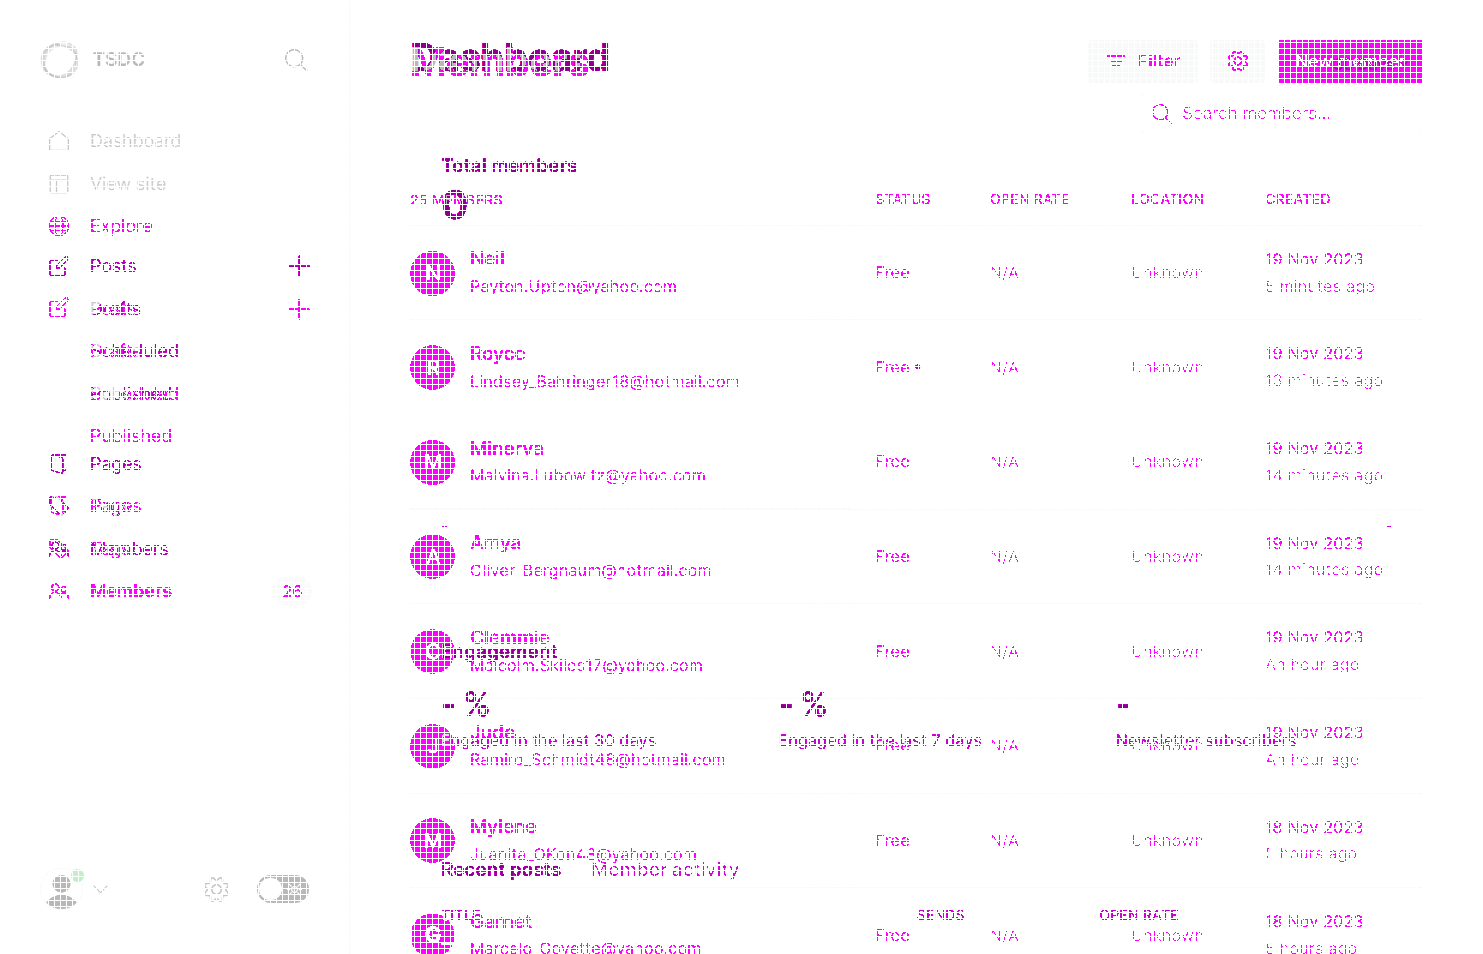 TSDC
Dashboard
Filter
New member
Search members...
Dashboard
View site
Explore
Posts
Scheduled
Published
Published
Pages
Pages
Members
Members 26
Total members
0
25 MEMBERS STATUS OPEN RATE LOCATION CREATED
Neil Free N/A Unknown 19 Nov 2023
Payton.Upton@yahoo.com 5 minutes ago
Royce Free N/A Unknown 19 Nov 2023
Lindsey_Bahringer18@hotmail.com 13 minutes ago
Minerva Free N/A Unknown 19 Nov 2023
Malvina.Lubowitz@yahoo.com 14 minutes ago
Amya Free N/A Unknown 19 Nov 2023
Oliver_Bergnaum@hotmail.com 14 minutes ago
Clemmie Free Unknown 19 Nov 2023
N/A
Engagement
Malcolm.Skiles17@yahoo.com An hour ago
- % - % -
Jude Free N/A Unknown 19 Nov 2023
Engaged in the last 30 days Engaged in the last 7 days Newsletter subscribers
Ramiro_Schmidt48@hotmail.com An hour ago
Mylene Free N/A Unknown 18 Nov 2023
Juanita_OKon43@yahoo.com 5 hours ago
Recent posts Member activity
TITLE SENDS OPEN RATE
Garnet Free N/A Unknown 18 Nov 2023
Marcelo_Goyette@yahoo.com 5 hours ago